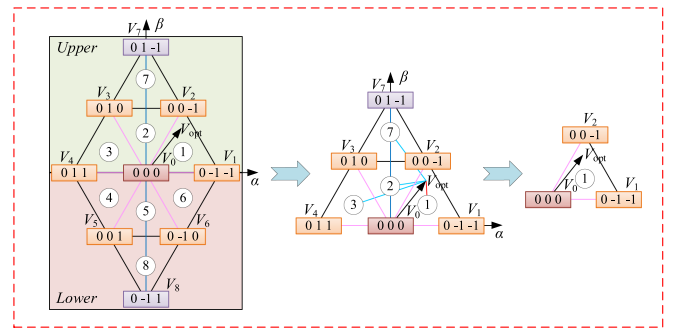 V7 β
0 1 -1
Upper
7
V3 V2
0 1 0 0 0 -1
2 Vopt
3 1
V4 V0 V1
0 1 1 0 0 0 0 -1 -1
α
4 5 6
V5 V6
0 0 1 0 -1 0
8
Lower V8
0 -1 1
V7 β
0 1 -1
7
V3 V2
0 1 0 0 0 -1
2 Vopt
3 1
V4 V0 V1
0 1 1 0 0 0 0 -1 -1
α
V2
0 0 -1
Vopt
1
V0 V1
0 0 0 0 -1 -1